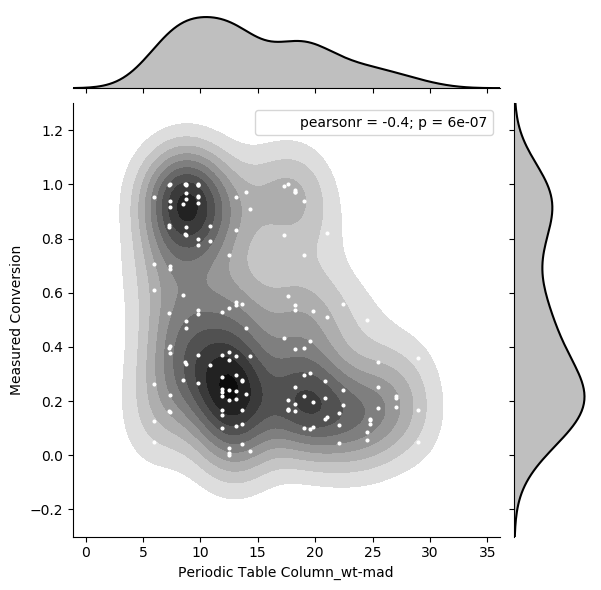 pearsonr = -0.4; p = 6e-07
1.2
1.0
0.8
0.6
0.4
0.2
0.0
−0.2
Measured Conversion
0 5 10 15 20 25 30 35
Periodic Table Column_wt-mad